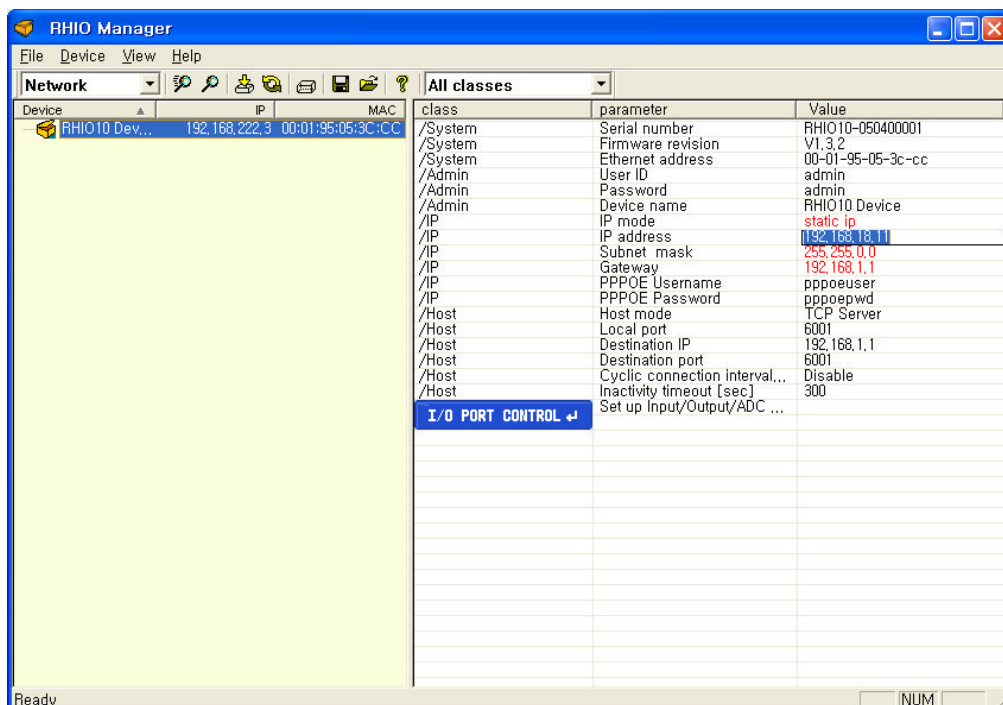 RHIO Manager
File Device View Help
Network All classes
Device IP MAC
RHIO10 Dev... 192,168,222,3 00:01:95:05:3C:CC
class parameter Value
/System Serial number RHIO10-050400001
/System Firmware revision V1,3,2
/System Ethernet address 00-01-95-05-3c-cc
/Admin User ID admin
/Admin Password admin
/Admin Device name RHIO10 Device
/IP IP mode static ip
/IP IP address 192,168,18,11
/IP Subnet mask 255,255,0,0
/IP Gateway 192,168,1,1
/IP PPPOE Username pppoeuser
/IP PPPOE Password pppoepwd
/Host Host mode TCP Server
/Host Local port 6001
/Host Destination IP 192,168,1,1
/Host Destination port 6001
/Host Cyclic connection interval,,, Disable
/Host Inactivity timeout [sec] 300
I/O PORT CONTROL ↵ Set up Input/Output/ADC ,,,
Ready NUM